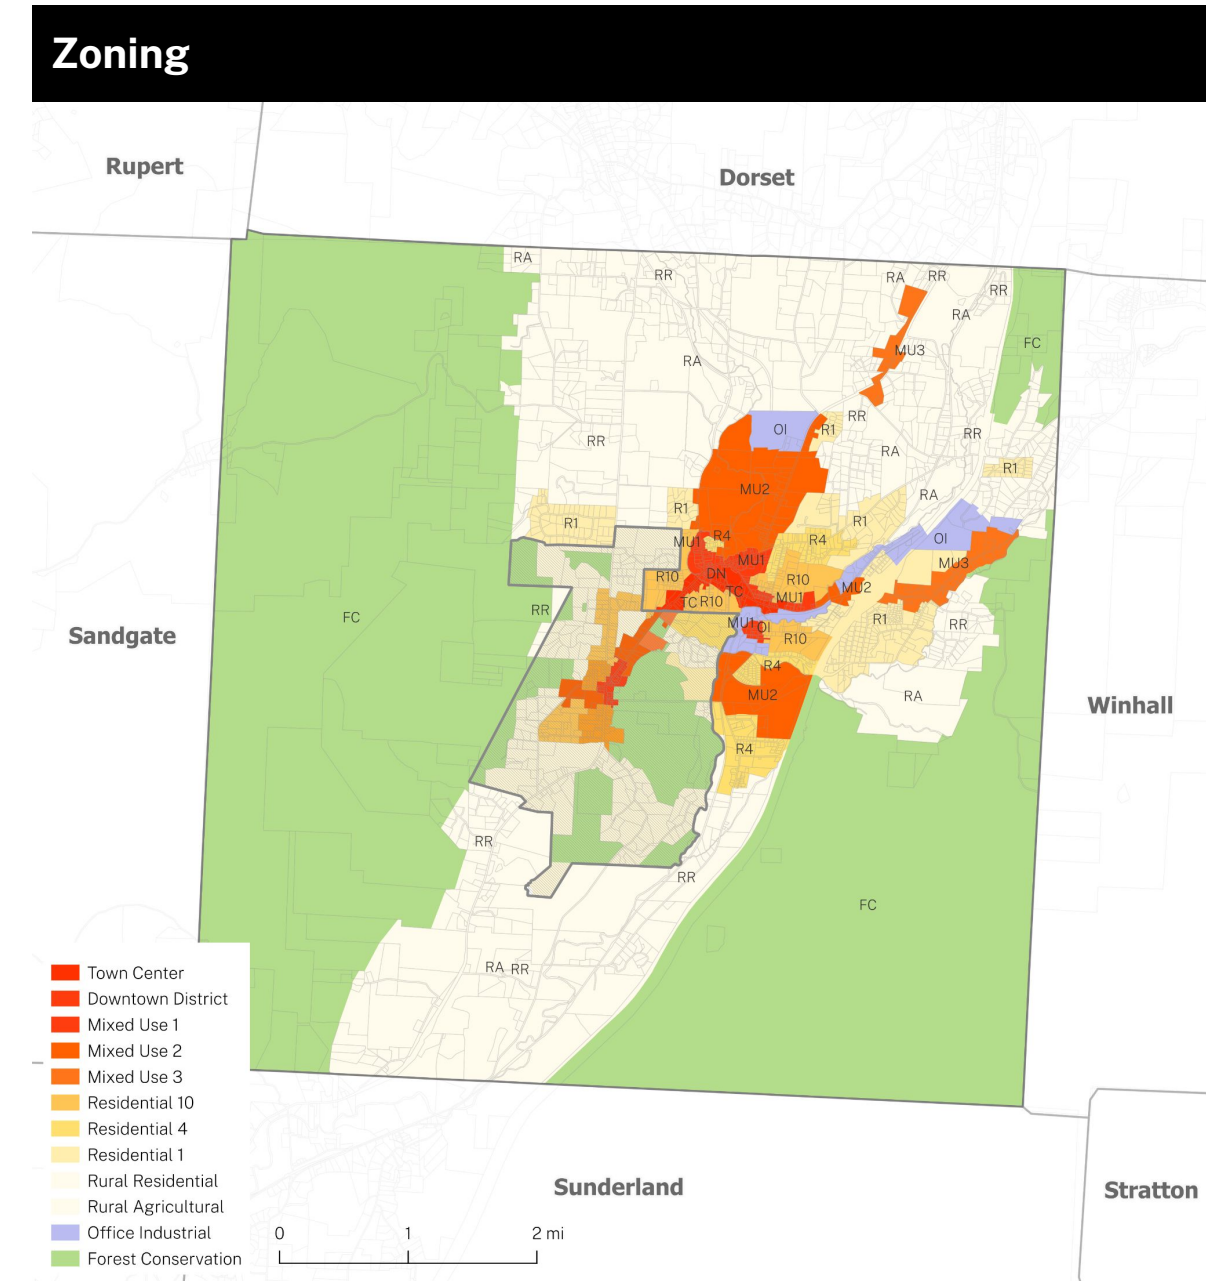 Zoning
Rupert
Dorset
RA
RR
RA
RR
RR
RA
FC
MU3
RA
RR
RR
OI
R1
RR
RA
R1
MU2
RA
R1
R1
R1
OI
MU1
R4
R4
MU1
MU3
DN
R10
R10
MU2
TC
TC
R10
MU1
RR
FC
MU1
OI
R1
RR
R10
Sandgate
R4
MU2
RA
Winhall
R4
RR
RR
FC
RA
RR
Town Center
Downtown District
Mixed Use 1
Mixed Use 2
Mixed Use 3
Residential 10
Residential 4
Residential 1
Rural Residential
Rural Agricultural
Office Industrial
Forest Conservation
Sunderland
Stratton
0 1 2 mi